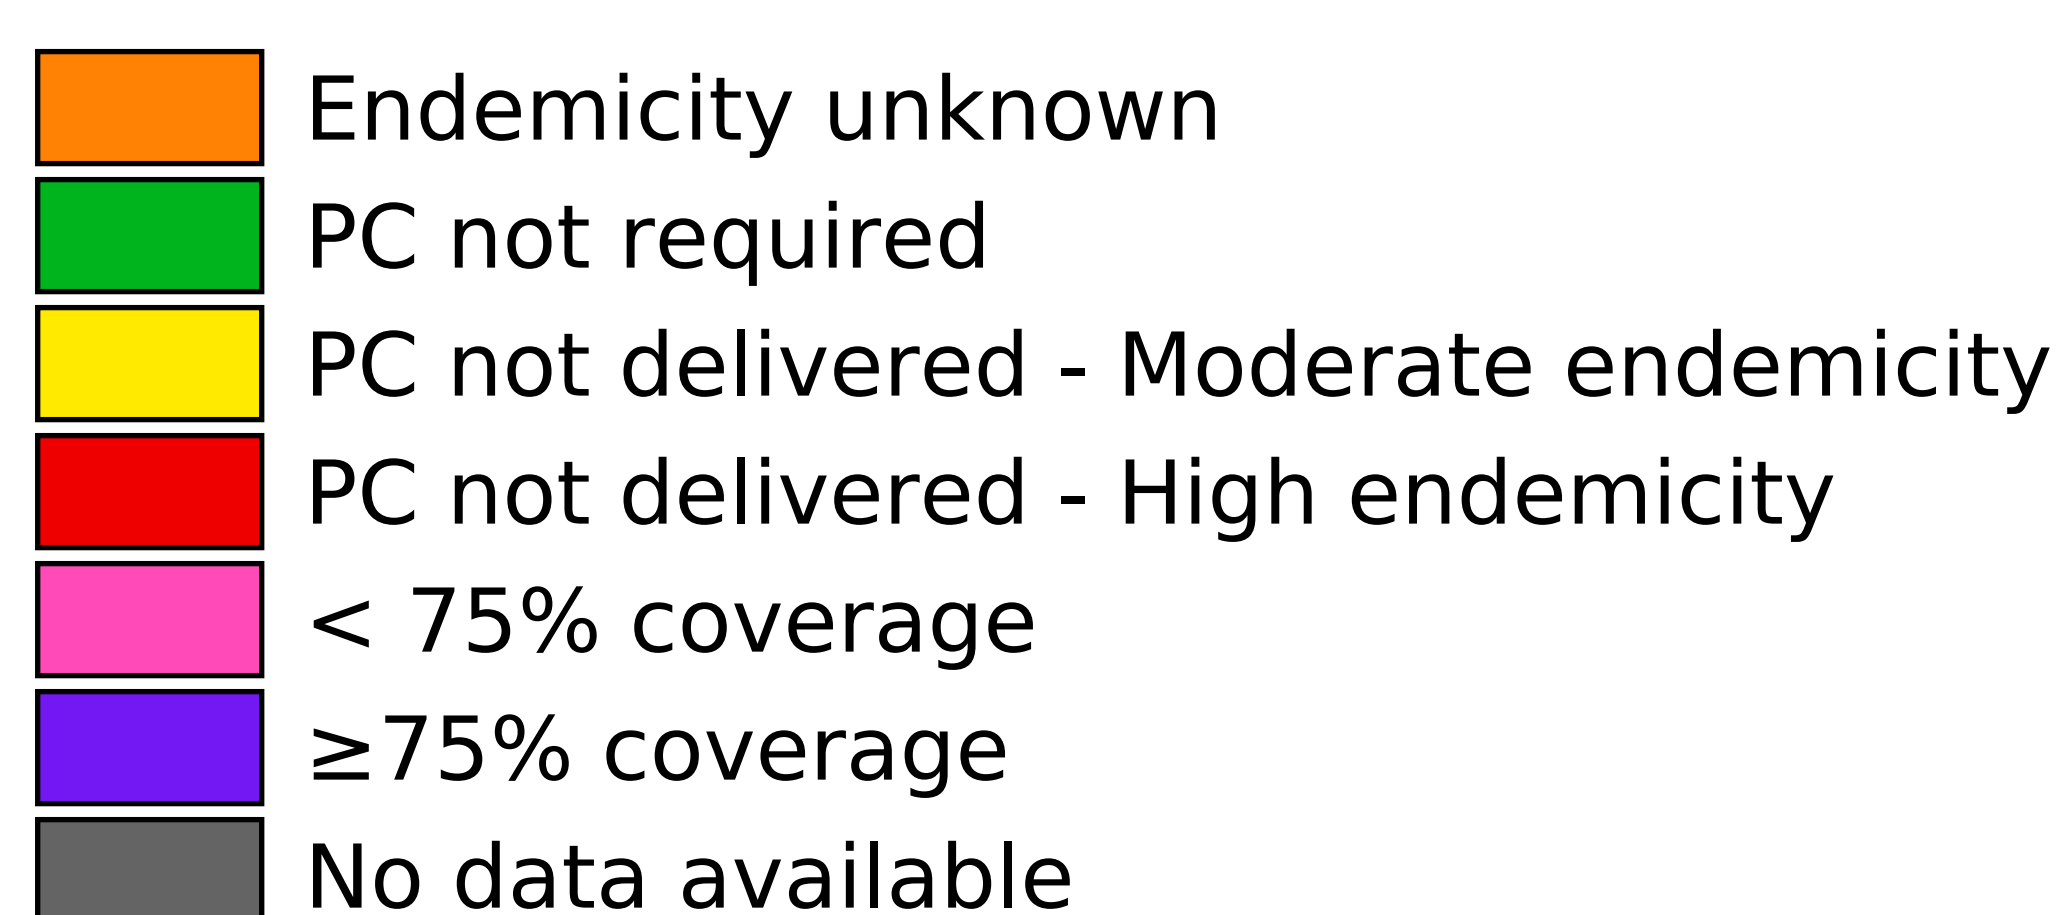 Endemicity unknown
PC not required
PC not delivered - Moderate endemicity
PC not delivered - High endemicity
< 75% coverage
≥75% coverage
No data available